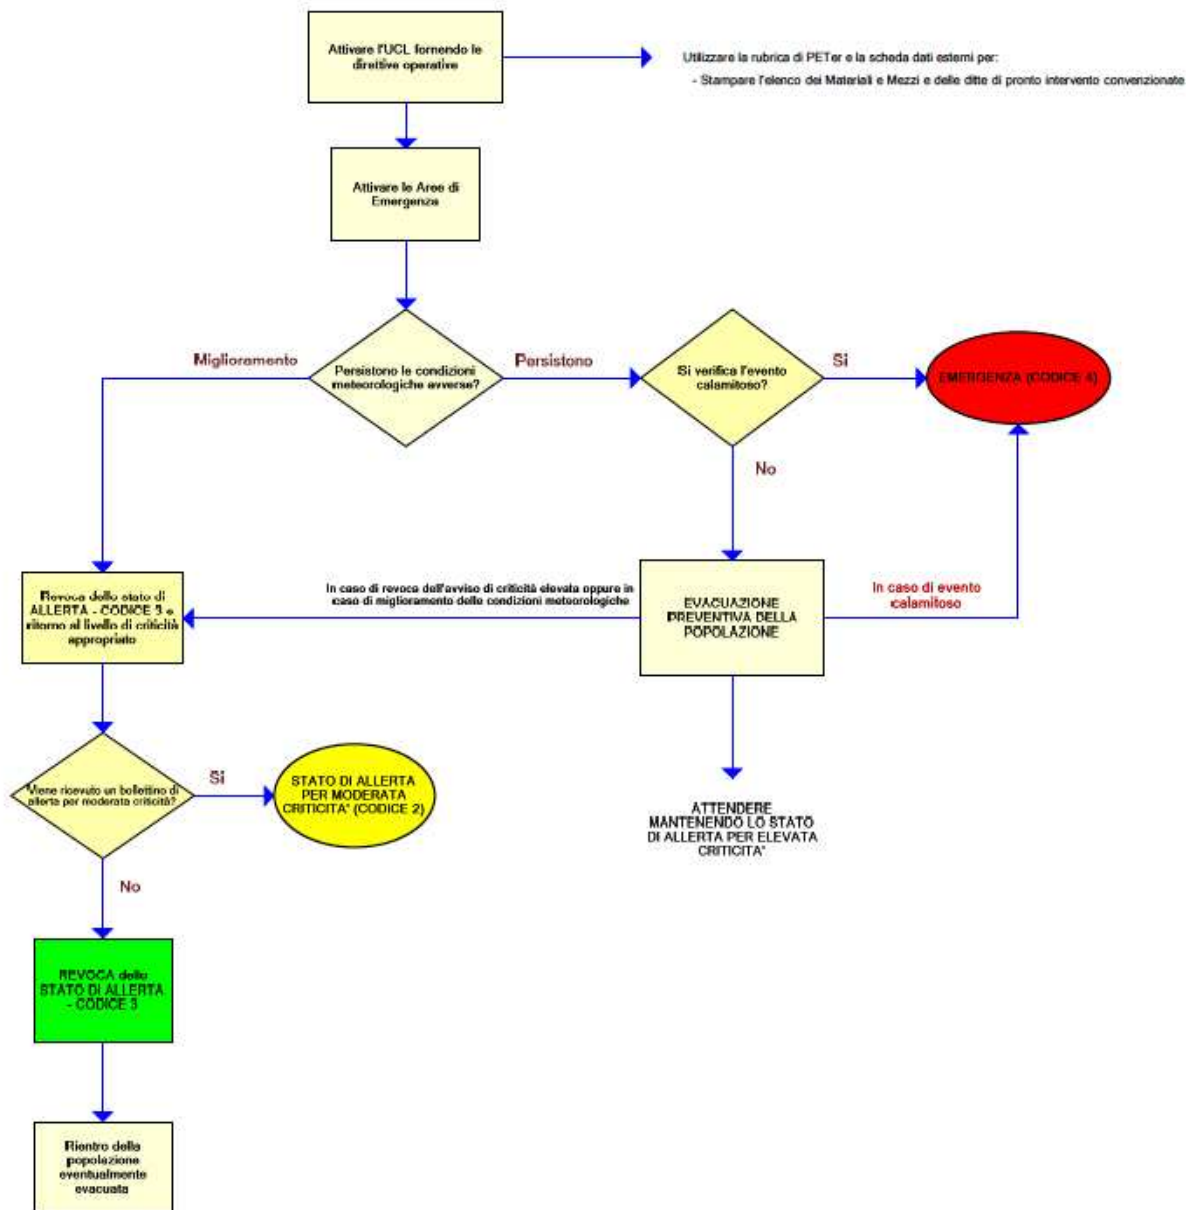 Attivare l'UCL fornendo le
direttive operative
Utilizzare la rubrica di PETer e la scheda dati esterni per:
- Stampare l'elenco dei Materiali e Mezzi e delle ditte di pronto intervento convenzionate
Attivare le Aree di
Emergenza
Miglioramento
Persistono le condizioni
meteorologiche avverse?
Persistono
Si verifica l'evento
calamitoso?
Si
EMERGENZA (CODICE 4)
No
Revoca dello stato di
ALLERTA - CODICE 3 e
ritorno al livello di criticità
appropriato
In caso di revoca dell'avviso di criticità elevata oppure in
caso di miglioramento delle condizioni meteorologiche
EVACUAZIONE
PREVENTIVA DELLA
POPOLAZIONE
In caso di evento
calamitoso
Viene ricevuto un bollettino di
allerta per moderata criticità?
Si
STATO DI ALLERTA
PER MODERATA
CRITICITA' (CODICE 2)
ATTENDERE
MANTENENDO LO STATO
DI ALLERTA PER ELEVATA
CRITICITA'
No
REVOCA dello
STATO DI ALLERTA
- CODICE 3
Rientro della
popolazione
eventualmente
evacuata